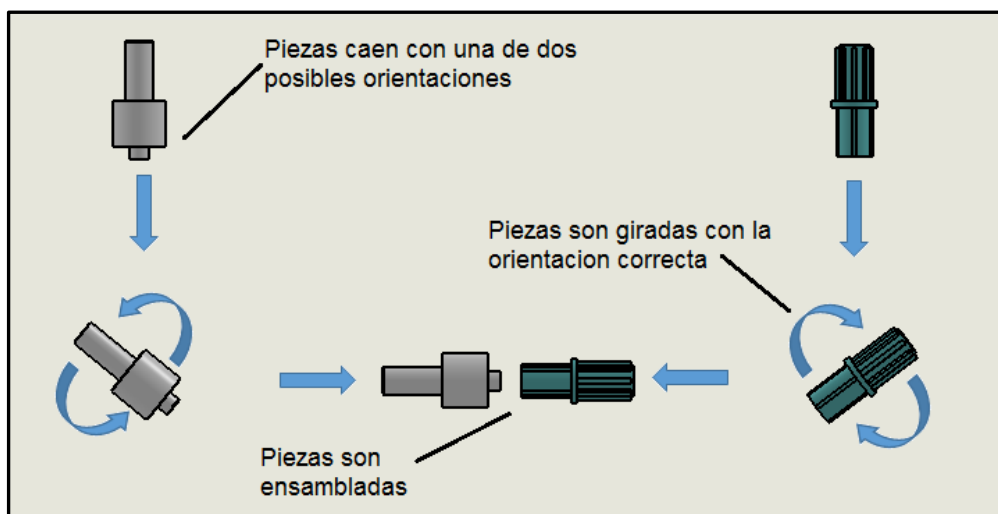 Piezas caen con una de dos
posibles orientaciones
Piezas son giradas con la
orientacion correcta
Piezas son
ensambladas